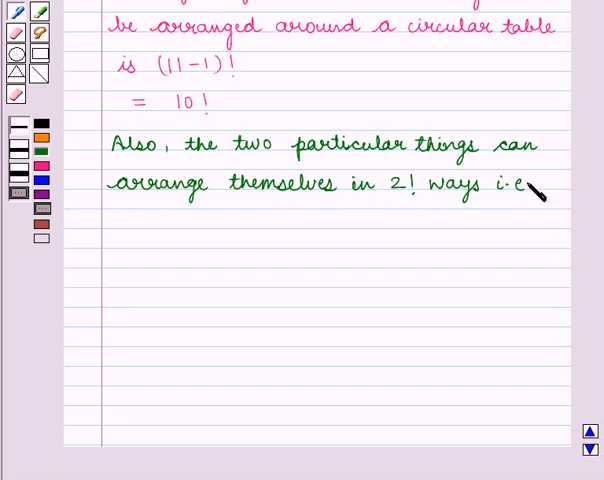 be arranged around a circular table
is (11-1)!
= 10!
Also, the two particular things can
arrange themselves in 2! ways i.e